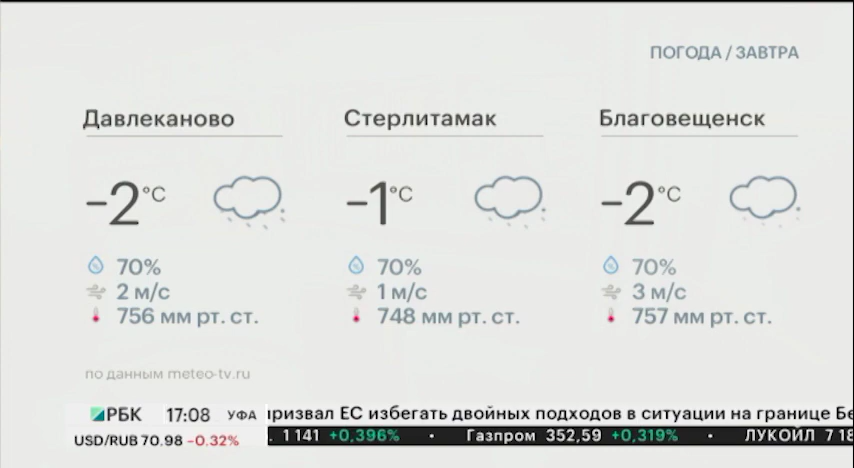 ПОГОДА / ЗАВТРА
Давлеканово
-2°C
70%
2 м/с
756 мм рт. ст.
Стерлитамак
-1°C
70%
1 м/с
748 мм рт. ст.
Благовещенск
-2°C
70%
3 м/с
757 мм рт. ст.
по данным meteo-tv.ru
РБК 17:08 УФА
призвал ЕС избегать двойных подходов в ситуации на границе
USD/RUB 70.98 -0.32%
1 141 +0,396% • Газпром 352,59 +0,319% • ЛУКОЙЛ